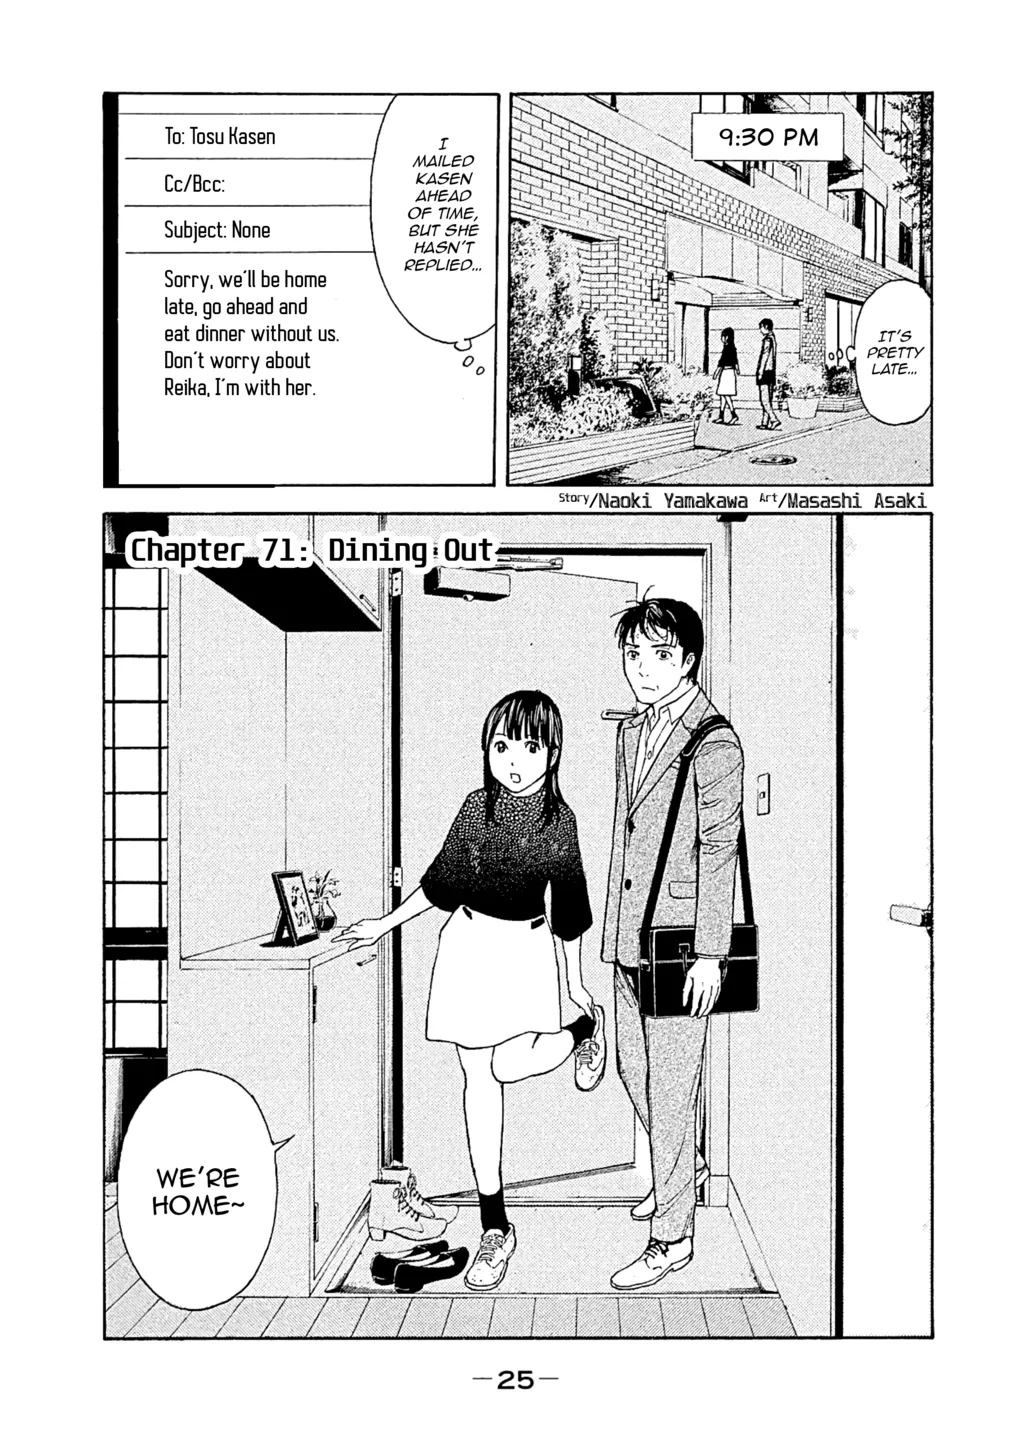 9:30 PM
IT'S
PRETTY
LATE...
I
MAILED
KASEN
AHEAD
OF TIME,
BUT SHE
HASN'T
REPLIED...
To: Tosu Kasen
Cc/Bcc:
Subject: None
Sorry, we'll be home
late, go ahead and
eat dinner without us.
Don't worry about
Reika, I'm with her.
Story/Naoki Yamakawa Art/Masashi Asaki
Chapter 71: Dining Out
WE'RE
HOME~
—25—